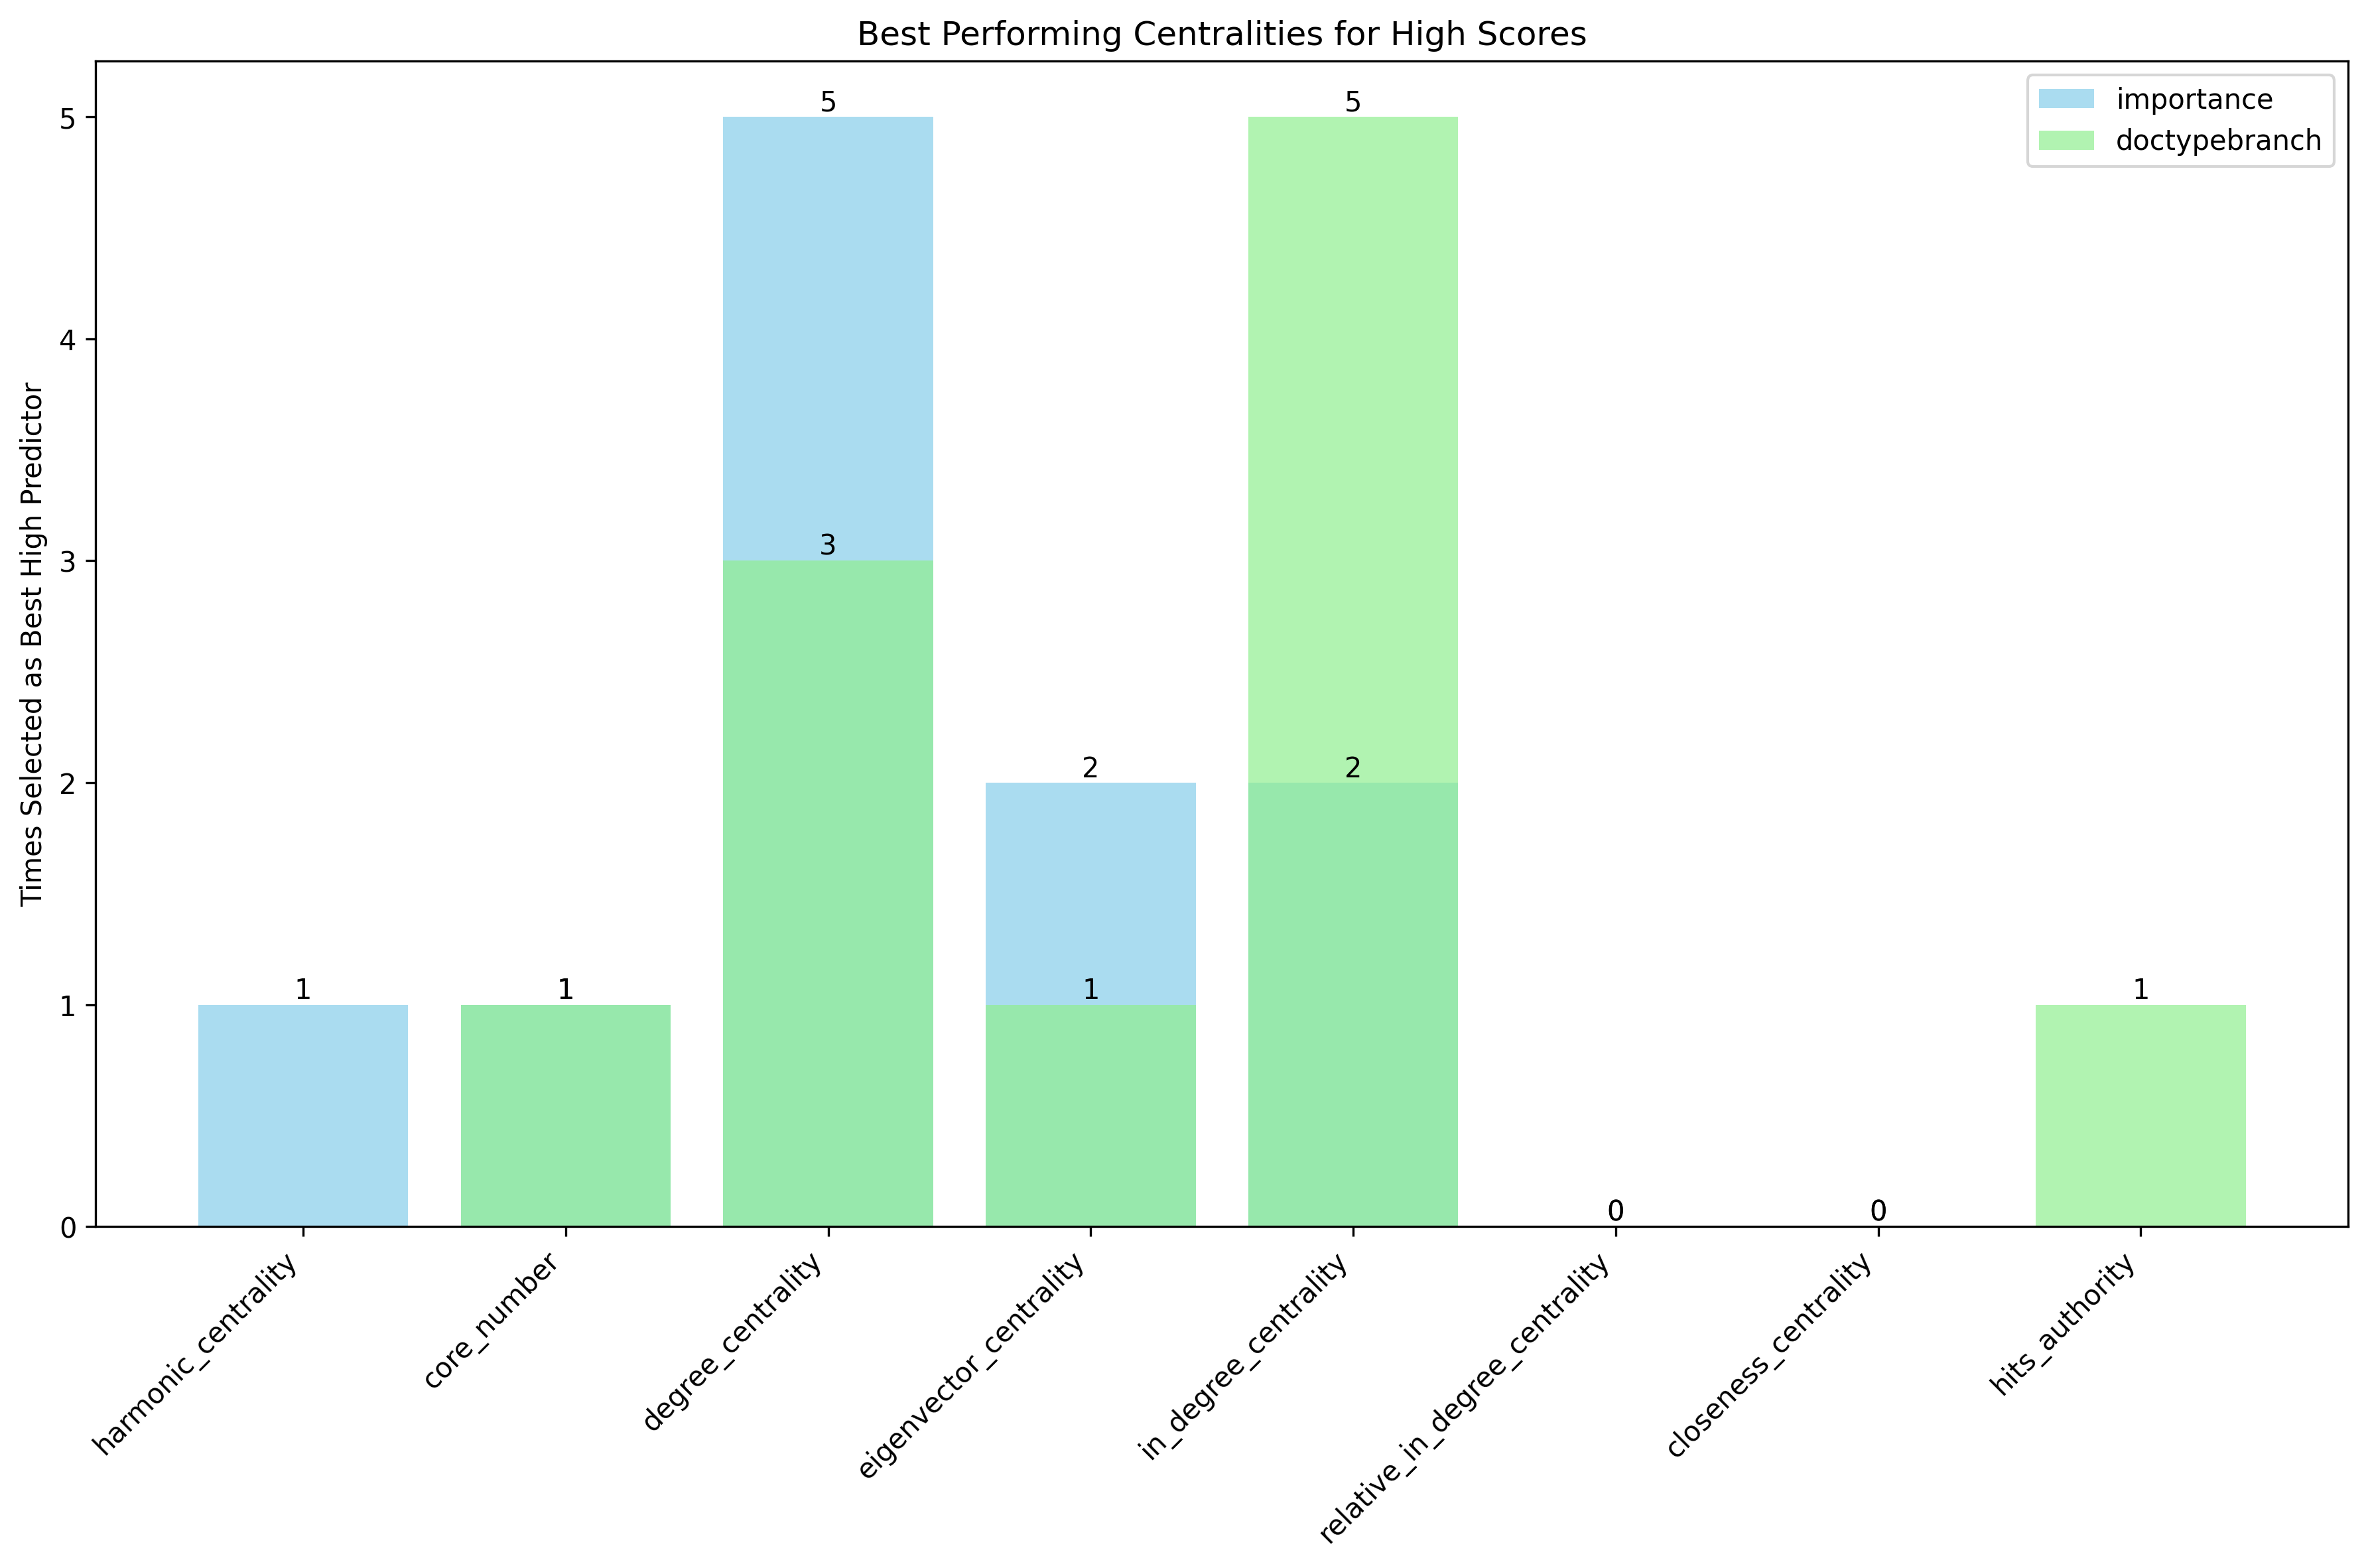 Best Performing Centralities for High Scores
importance
doctypebranch
Times Selected as Best High Predictor
5
4
3
2
1
0
5
5
3
2
2
1
1
1
1
0
0
harmonic_centrality
core_number
degree_centrality
eigenvector_centrality
in_degree_centrality
relative_in_degree_centrality
closeness_centrality
hits_authority